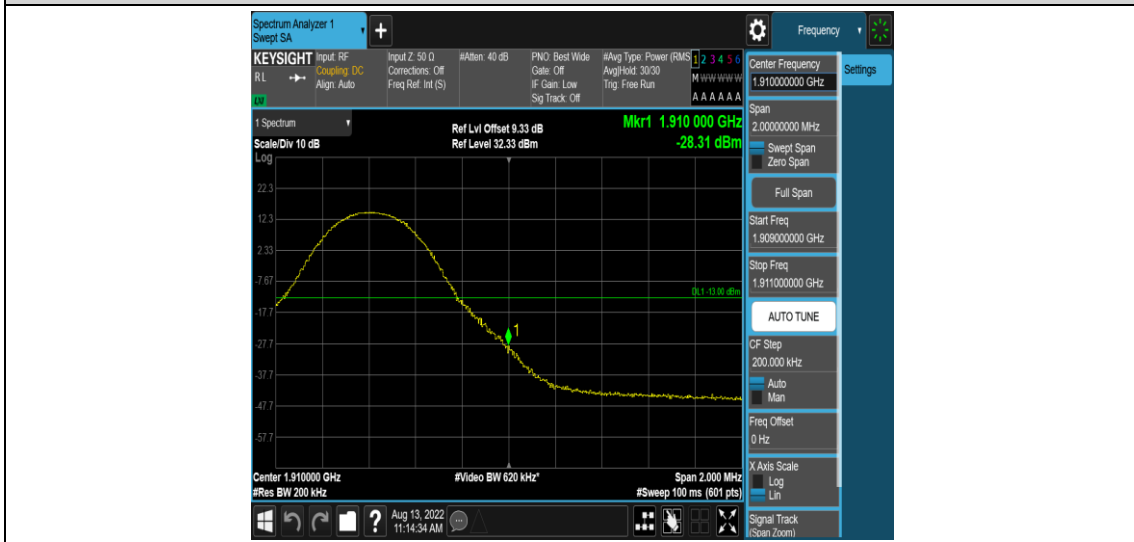 Spectrum Analyzer 1
Swept SA
+
Frequency
KEYSIGHT
RL
LXI
Input: RF
Coupling: DC
Align: Auto
Input Z: 50 Ω
Corrections: Off
Freq Ref: Int (S)
#Atten: 40 dB
PNO: Best Wide
Gate: Off
IF Gain: Low
Sig Track: Off
#Avg Type: Power (RMS
Avg|Hold: 30/30
Trig: Free Run
1 2 3 4 5 6
M W W W W W
A A A A A A
Center Frequency
1.910000000 GHz
Settings
Span
2.00000000 MHz
Swept Span
Zero Span
Full Span
Start Freq
1.909000000 GHz
Stop Freq
1.911000000 GHz
AUTO TUNE
CF Step
200.000 kHz
Auto
Man
Freq Offset
0 Hz
X Axis Scale
Log
Lin
Signal Track
(Span Zoom)
1 Spectrum
Scale/Div 10 dB
Log
Ref Lvl Offset 9.33 dB
Ref Level 32.33 dBm
Mkr1 1.910 000 GHz
-28.31 dBm
22.3
12.3
2.33
-7.67
DL1 -13.00 dBm
-17.7
1
-27.7
-37.7
-47.7
-57.7
Center 1.910000 GHz
#Res BW 200 kHz
#Video BW 620 kHz*
Span 2.000 MHz
#Sweep 100 ms (601 pts)
?
Aug 13, 2022
11:14:34 AM